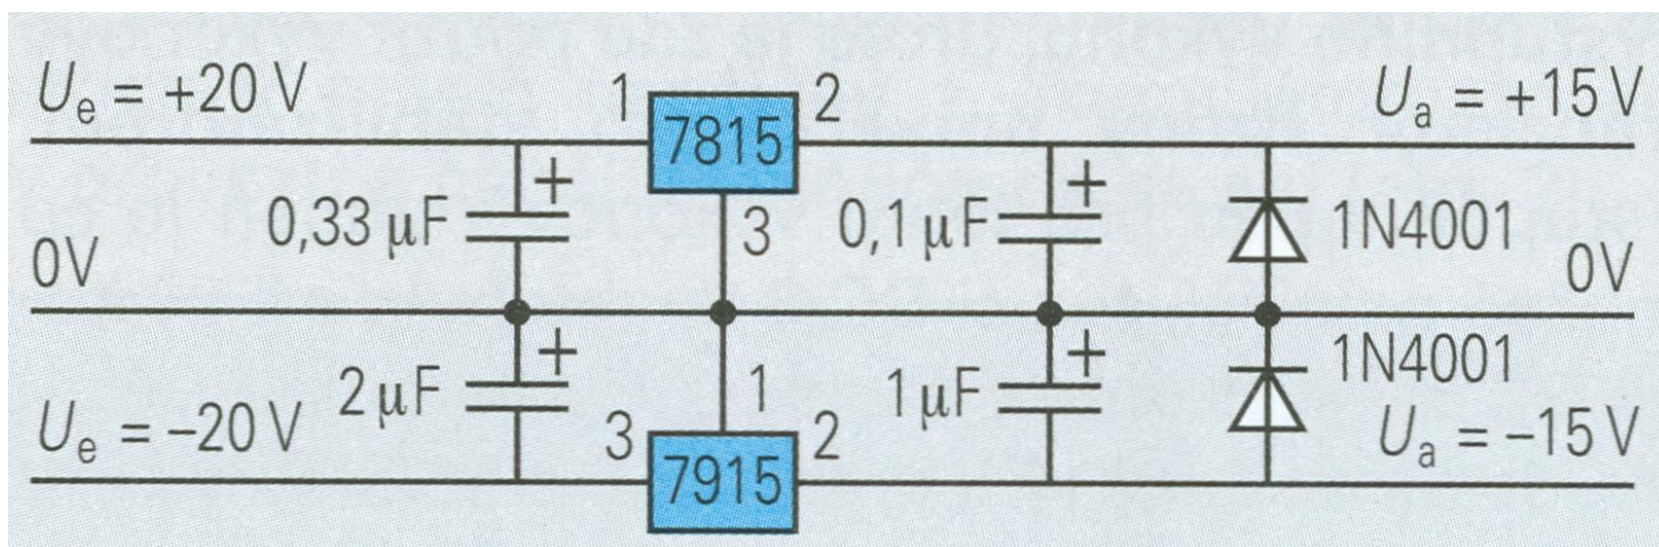 Ue = +20 V
1
7815
2
Ua = +15 V
+
+
0,33 µF
3
0,1 µF
1N4001
0V
0V
+
+
1N4001
2 µF
1
1 µF
Ue = –20 V
3
7915
2
Ua = –15 V